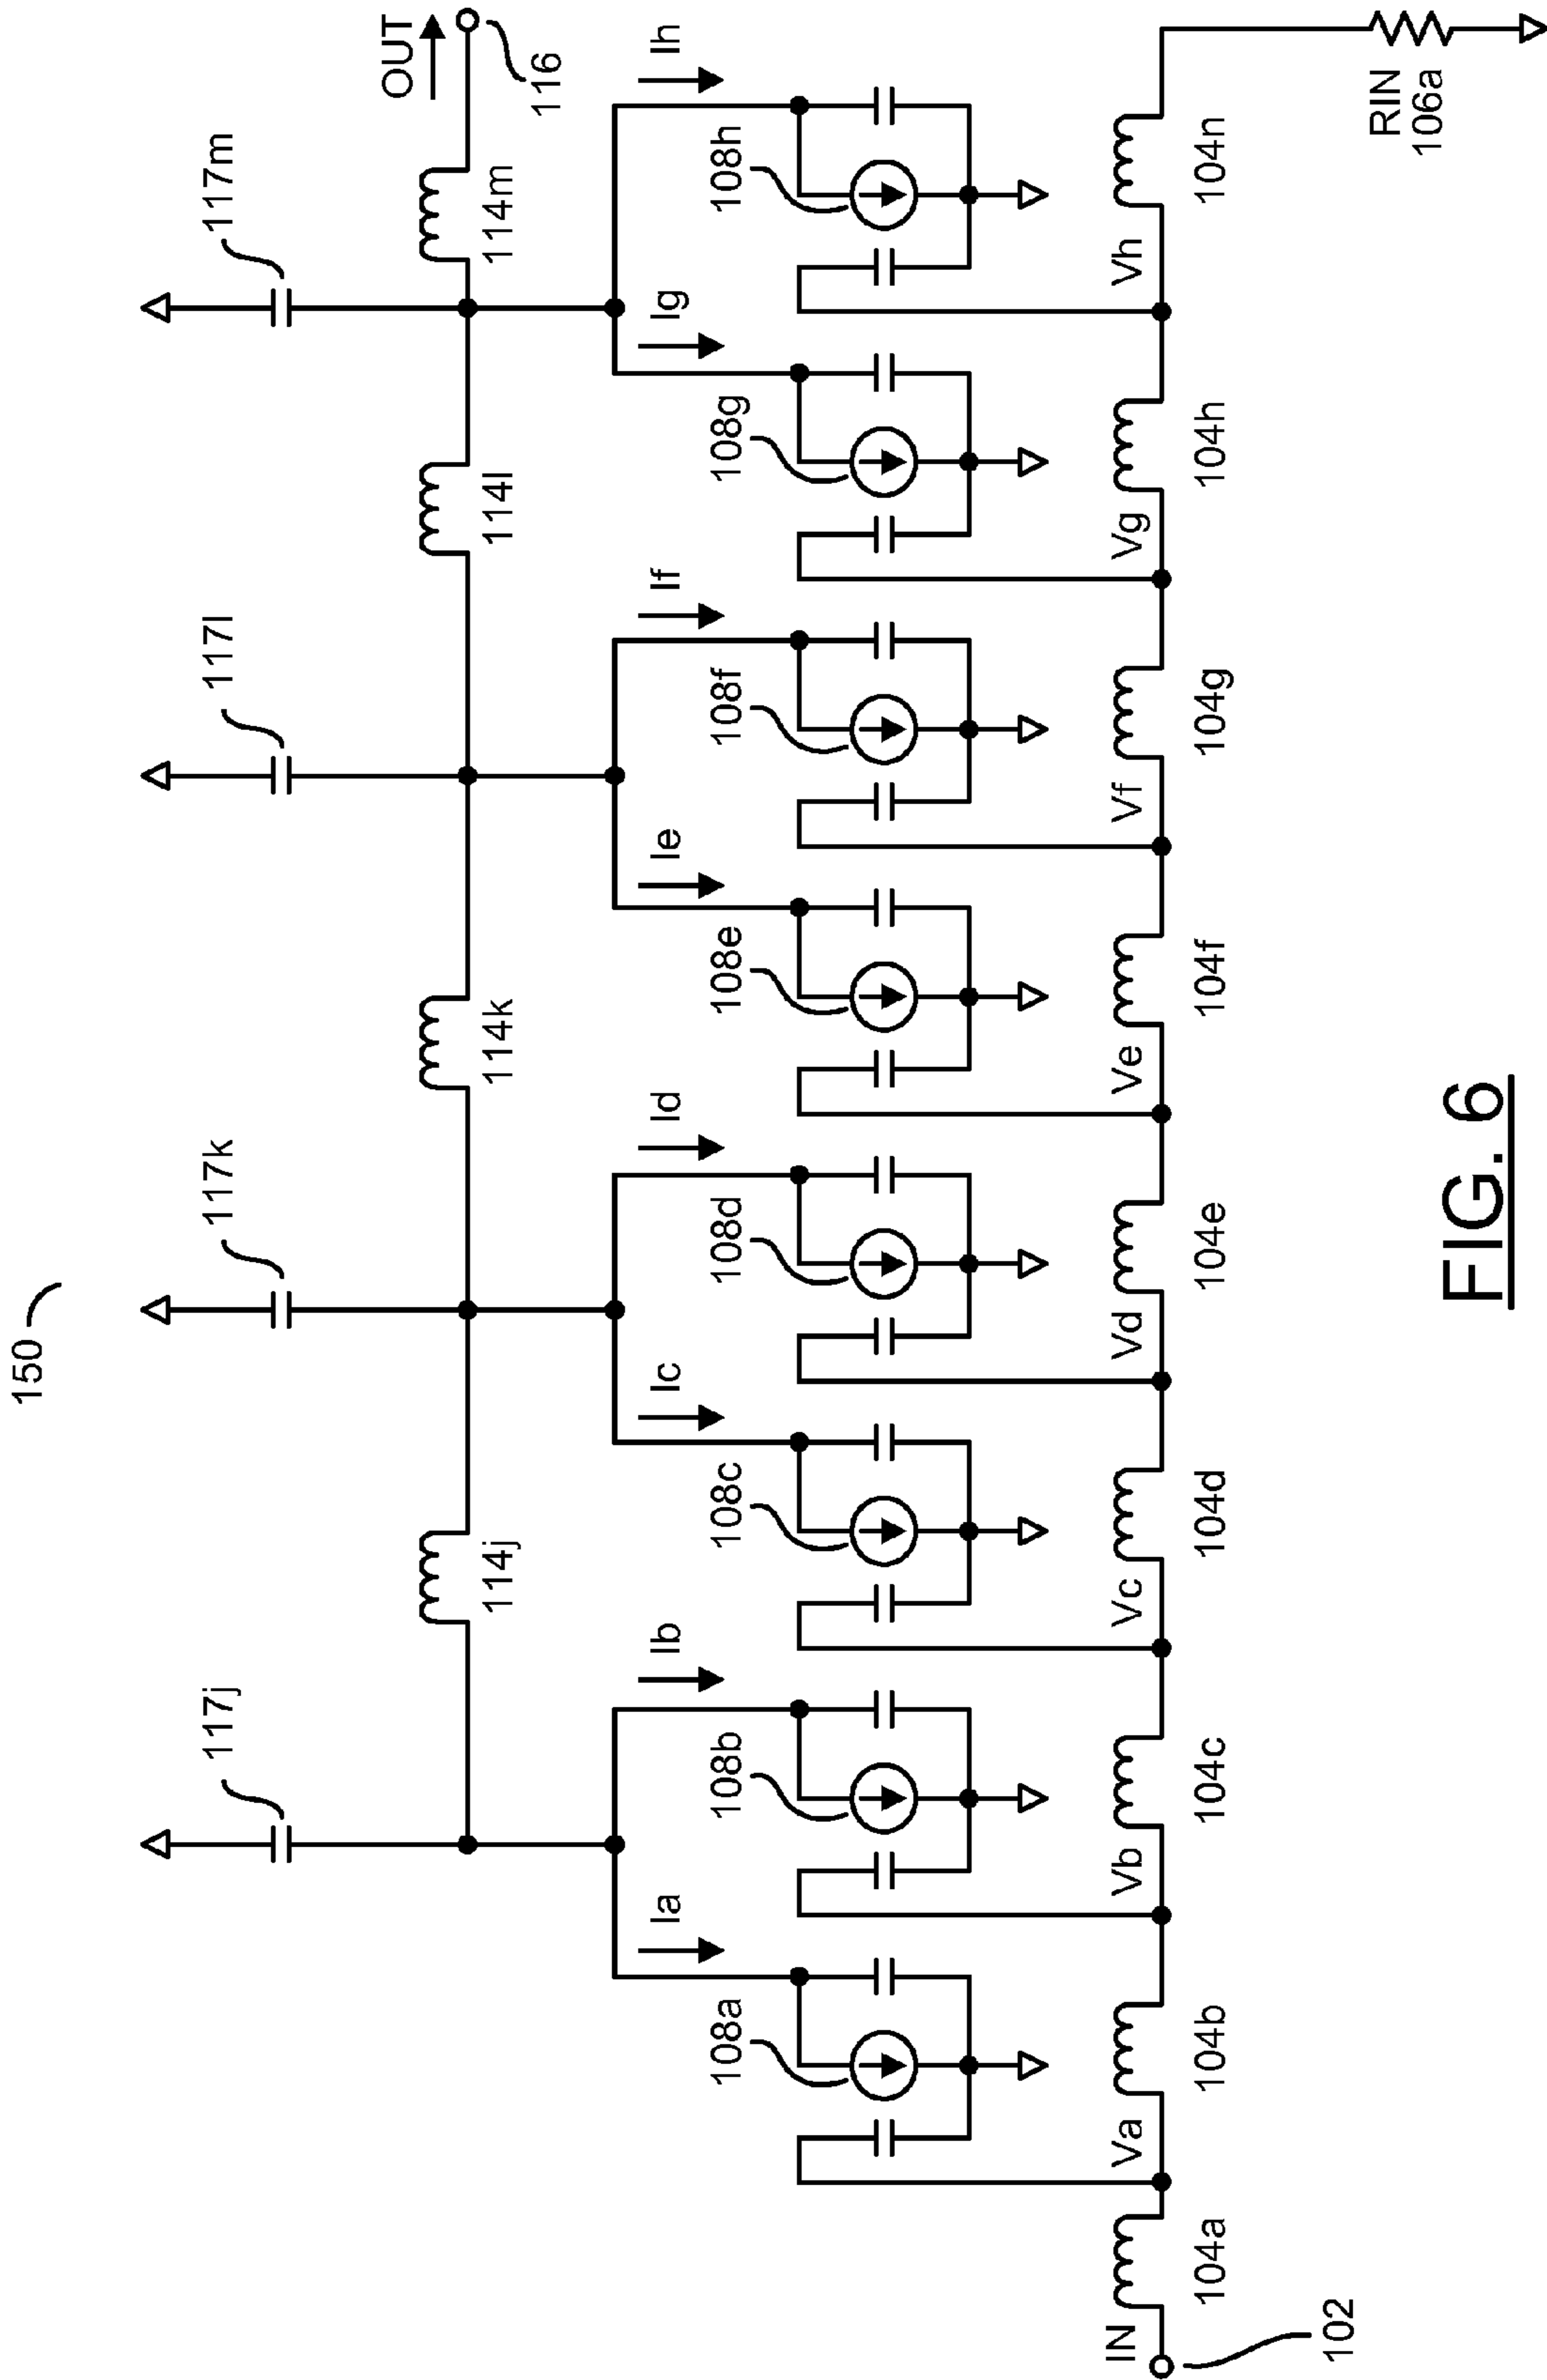 150
117j
117k
117l
117m
OUT
116
114j
114k
114l
114m
Ia
Ib
Ic
Id
Ie
If
Ig
Ih
108a
108b
108c
108d
108e
108f
108g
108h
IN
Va
Vb
Vc
Vd
Ve
Vf
Vg
Vh
102
104a
104b
104c
104d
104e
104f
104g
104h
104n
RIN
106a
FIG. 6